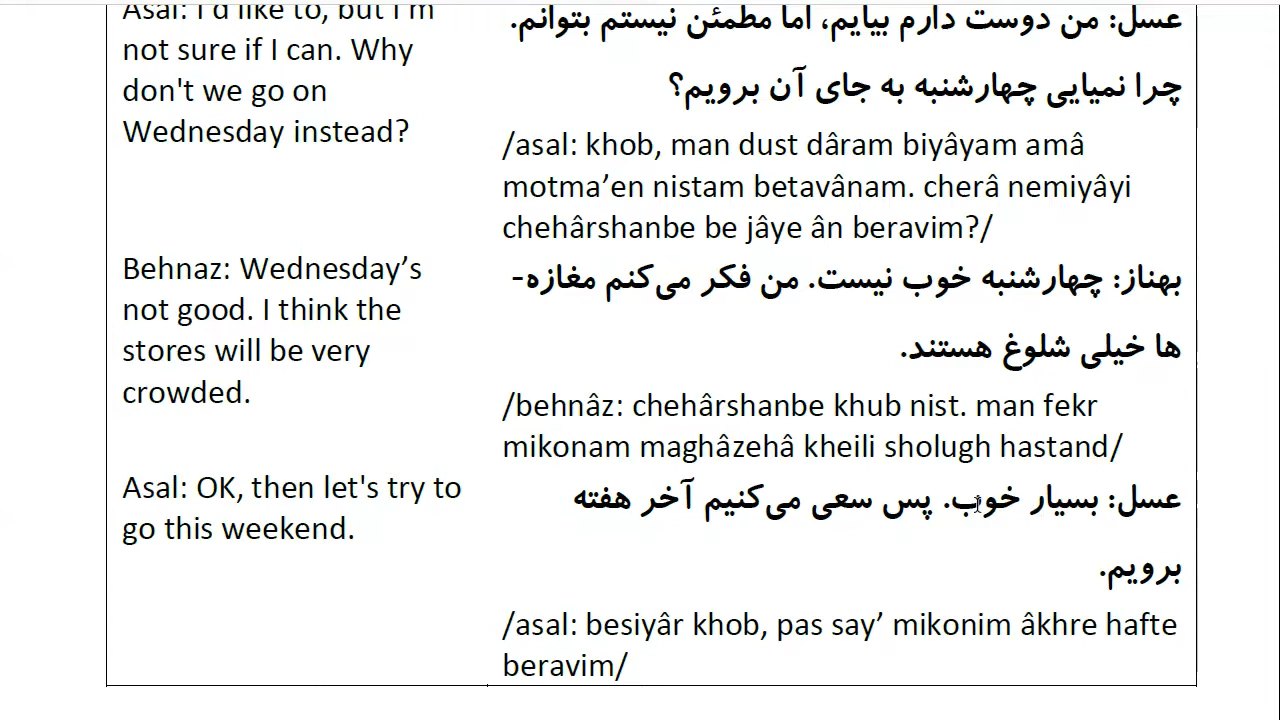 Asal: I'd like to, but I'm
not sure if I can. Why
don't we go on
Wednesday instead?
عسل: من دوست دارم بیایم، اما مطمئن نیستم بتوانم.
چرا نمیایی چهارشنبه به جای آن برویم؟
/asal: khob, man dust dâram biyâyam amâ
motma’en nistam betavânam. cherâ nemiyâyi
chehârshanbe be jâye ân beravim?/
Behnaz: Wednesday’s
not good. I think the
stores will be very
crowded.
بهناز: چهارشنبه خوب نیست. من فکر می‌کنم مغازه-
ها خیلی شلوغ هستند.
/behnâz: chehârshanbe khub nist. man fekr
mikonam maghâzehâ kheili sholugh hastand/
Asal: OK, then let's try to
go this weekend.
عسل: بسیار خوب. پس سعی می‌کنیم آخر هفته
برویم.
/asal: besiyâr khob, pas say’ mikonim âkhre hafte
beravim/